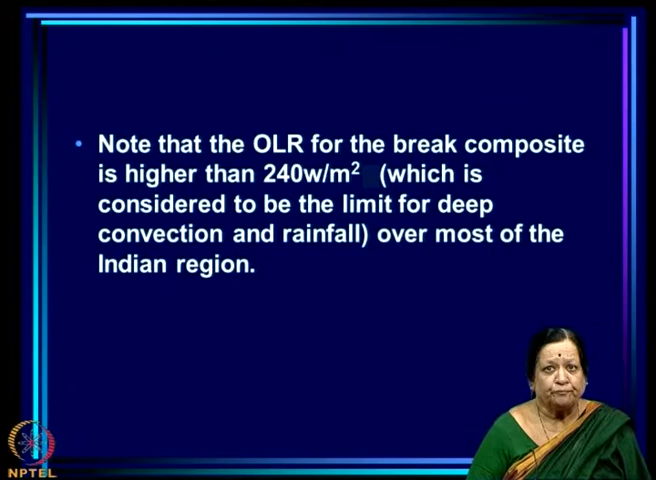 • Note that the OLR for the break composite
is higher than 240w/m² (which is
considered to be the limit for deep
convection and rainfall) over most of the
Indian region.
NPTEL